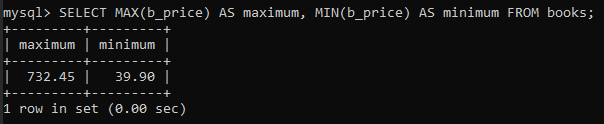 mysql> SELECT MAX(b_price) AS maximum, MIN(b_price) AS minimum FROM books;
+---------+---------+
| maximum | minimum |
+---------+---------+
|  732.45 |   39.90 |
+---------+---------+
1 row in set (0.00 sec)